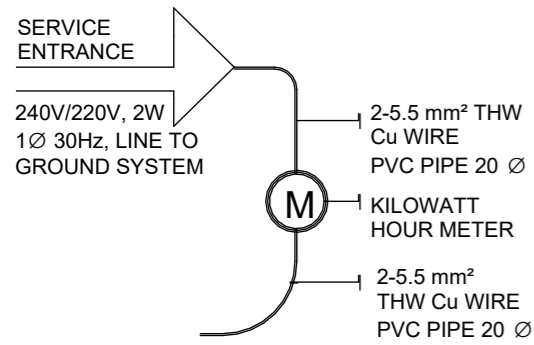 SERVICE
ENTRANCE
240V/220V, 2W
1∅ 30Hz, LINE TO
GROUND SYSTEM
2-5.5 mm² THW
Cu WIRE
PVC PIPE 20 ∅
M
KILOWATT
HOUR METER
2-5.5 mm²
THW Cu WIRE
PVC PIPE 20 ∅